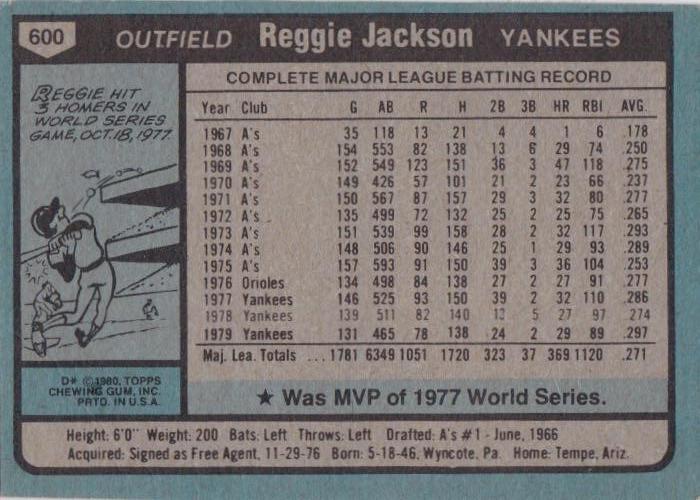 600 OUTFIELD Reggie Jackson YANKEES
REGGIE HIT
3 HOMERS IN
WORLD SERIES
GAME, OCT. 18, 1977.
COMPLETE MAJOR LEAGUE BATTING RECORD
Year Club G AB R H 2B 3B HR RBI AVG.
1967 A's 35 118 13 21 4 4 1 6 .178
1968 A's 154 553 82 138 13 6 29 74 .250
1969 A's 152 549 123 151 36 3 47 118 .275
1970 A's 149 426 57 101 21 2 23 66 .237
1971 A's 150 567 87 157 29 3 32 80 .277
1972 A's 135 499 72 132 25 2 25 75 .265
1973 A's 151 539 99 158 28 2 32 117 .293
1974 A's 148 506 90 146 25 1 29 93 .289
1975 A's 157 593 91 150 39 3 36 104 .253
1976 Orioles 134 498 84 138 27 2 27 91 .277
1977 Yankees 146 525 93 150 39 2 32 110 .286
1978 Yankees 139 511 82 140 13 5 27 97 .274
1979 Yankees 131 465 78 138 24 2 29 89 .297
Maj. Lea. Totals ... 1781 6349 1051 1720 323 37 369 1120 .271
★ Was MVP of 1977 World Series.
D* © 1980, TOPPS
CHEWING GUM, INC.
PRTD. IN U.S.A.
Height: 6'0" Weight: 200 Bats: Left Throws: Left Drafted: A's #1 - June, 1966
Acquired: Signed as Free Agent, 11-29-76 Born: 5-18-46, Wyncote, Pa. Home: Tempe, Ariz.